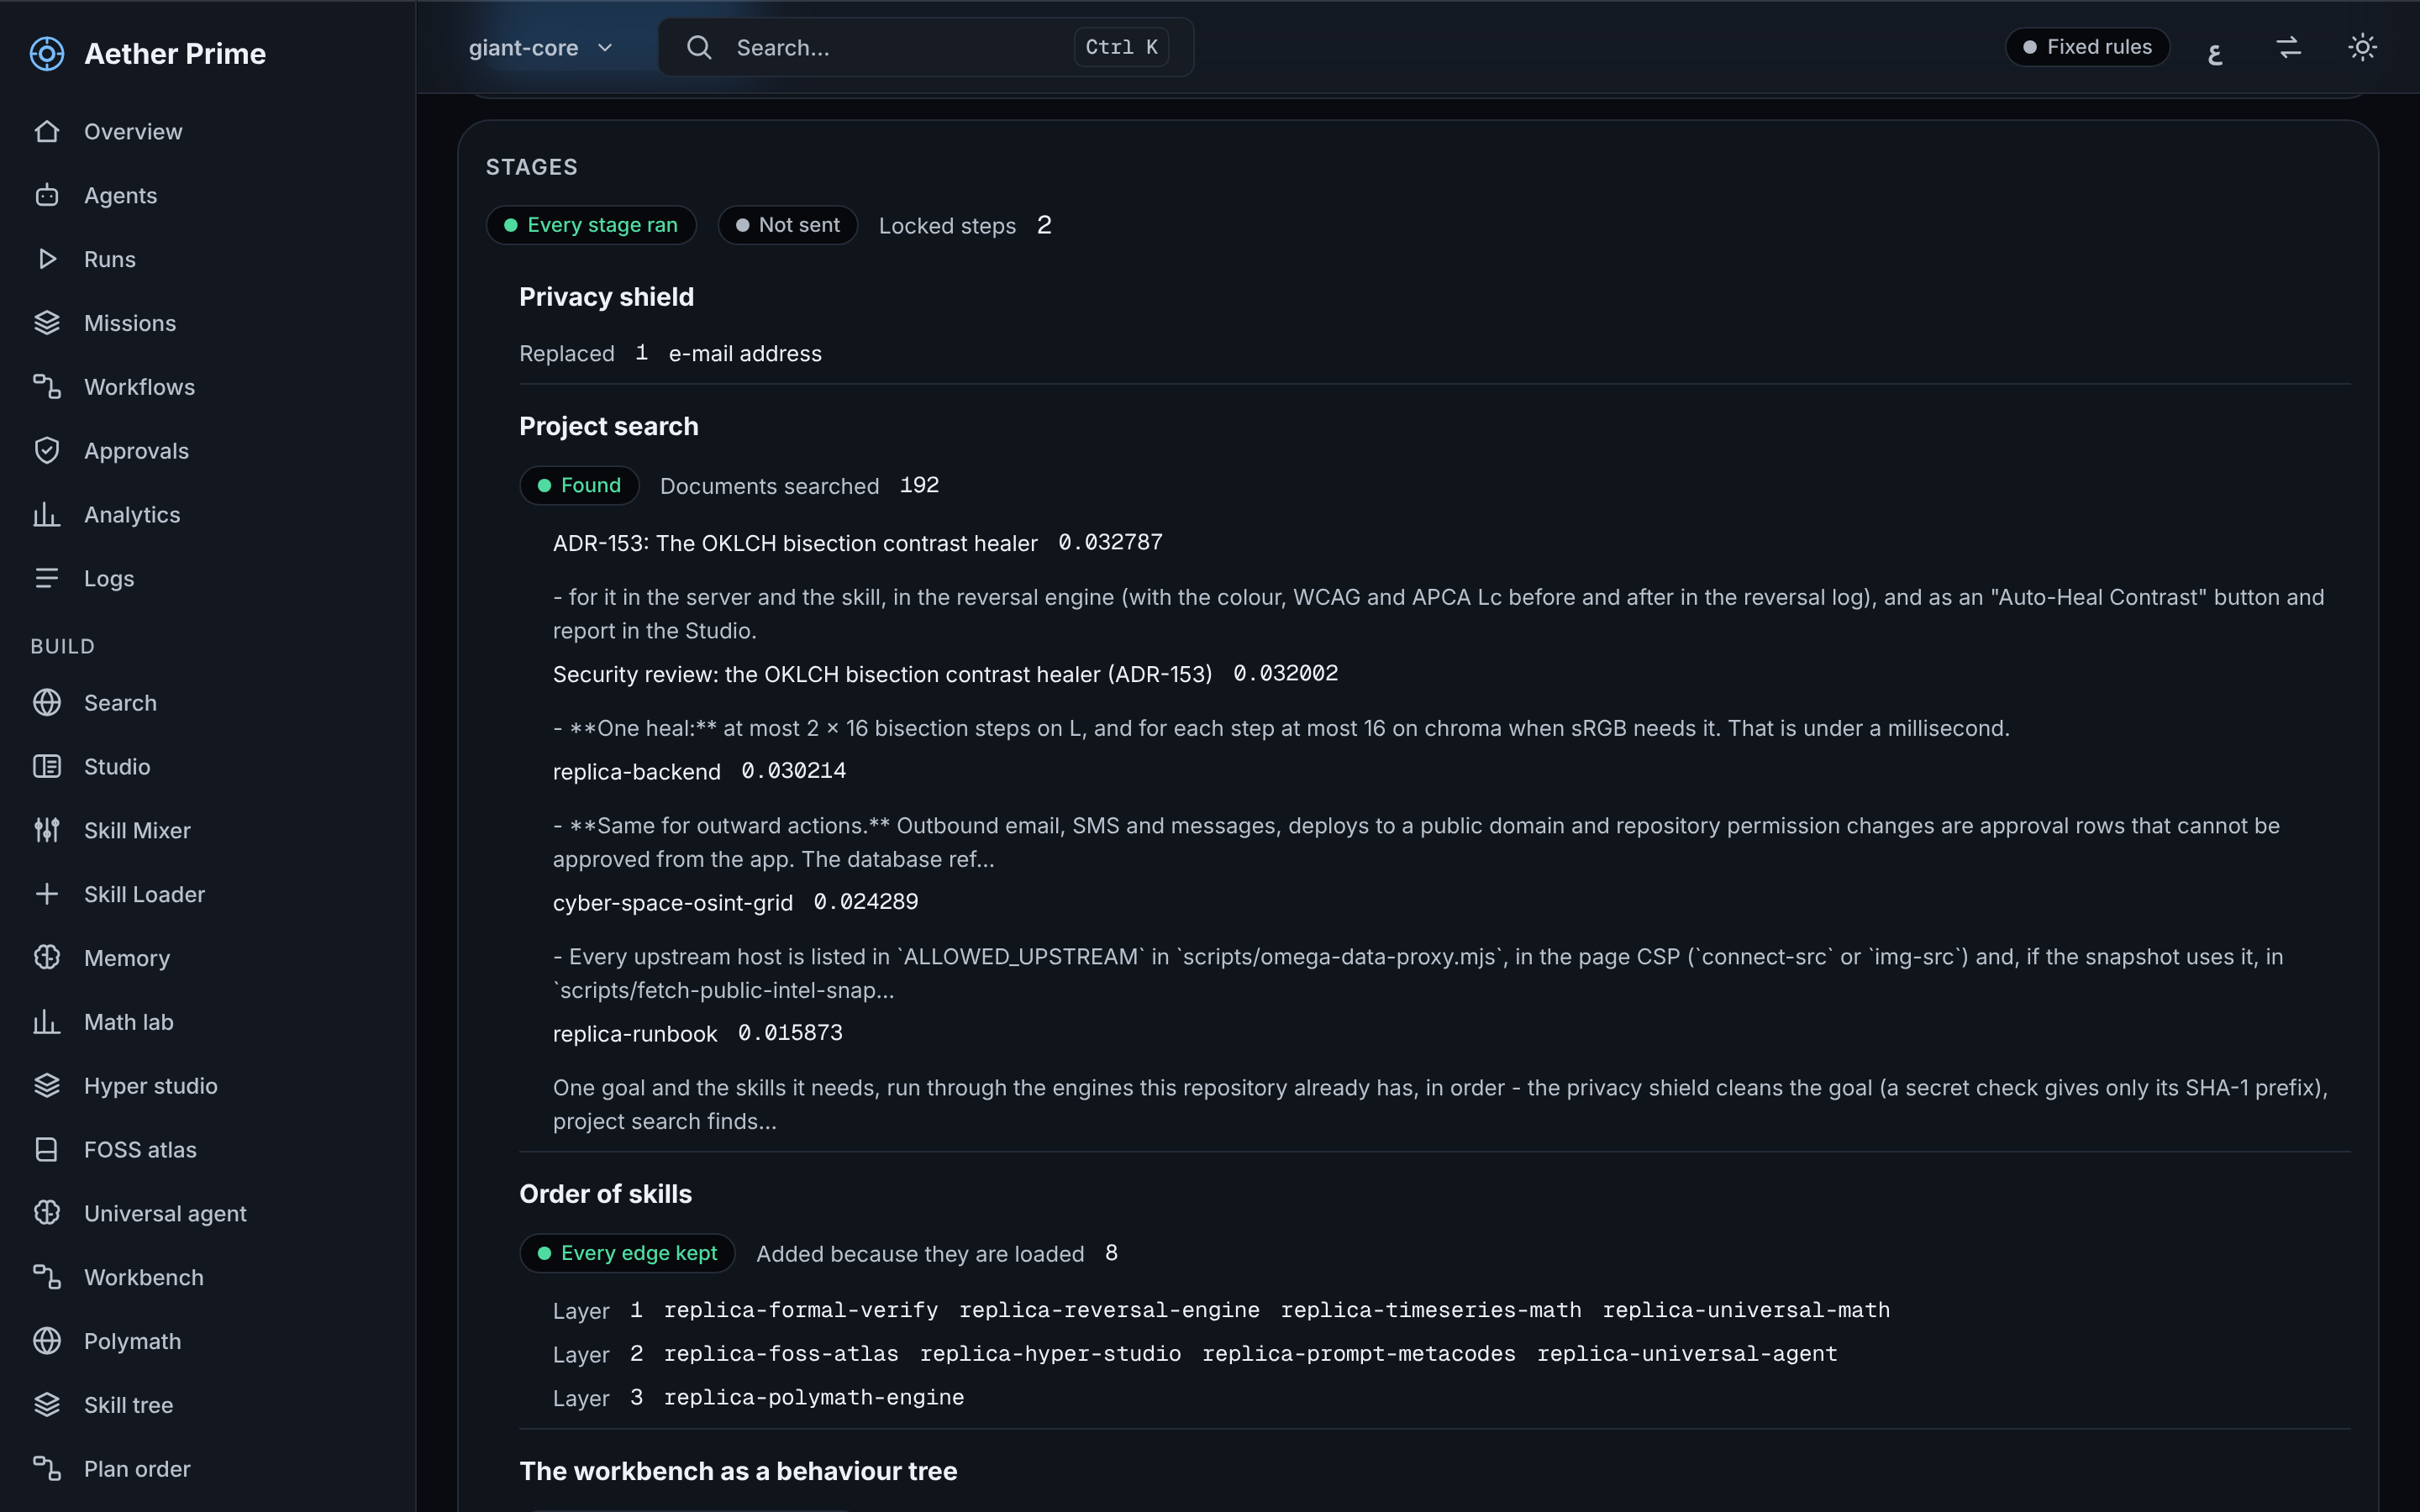 Aether Prime
giant-core
Search...
Ctrl K
Fixed rules
ع
Overview
Agents
Runs
Missions
Workflows
Approvals
Analytics
Logs
BUILD
Search
Studio
Skill Mixer
Skill Loader
Memory
Math lab
Hyper studio
FOSS atlas
Universal agent
Workbench
Polymath
Skill tree
Plan order
STAGES
Every stage ran Not sent Locked steps 2
Privacy shield
Replaced 1 e-mail address
Project search
Found Documents searched 192
ADR-153: The OKLCH bisection contrast healer 0.032787
- for it in the server and the skill, in the reversal engine (with the colour, WCAG and APCA Lc before and after in the reversal log), and as an "Auto-Heal Contrast" button and
report in the Studio.
Security review: the OKLCH bisection contrast healer (ADR-153) 0.032002
- **One heal:** at most 2 × 16 bisection steps on L, and for each step at most 16 on chroma when sRGB needs it. That is under a millisecond.
replica-backend 0.030214
- **Same for outward actions.** Outbound email, SMS and messages, deploys to a public domain and repository permission changes are approval rows that cannot be
approved from the app. The database ref...
cyber-space-osint-grid 0.024289
- Every upstream host is listed in `ALLOWED_UPSTREAM` in `scripts/omega-data-proxy.mjs`, in the page CSP (`connect-src` or `img-src`) and, if the snapshot uses it, in
`scripts/fetch-public-intel-snap...
replica-runbook 0.015873
One goal and the skills it needs, run through the engines this repository already has, in order - the privacy shield cleans the goal (a secret check gives only its SHA-1 prefix),
project search finds...
Order of skills
Every edge kept Added because they are loaded 8
Layer 1 replica-formal-verify replica-reversal-engine replica-timeseries-math replica-universal-math
Layer 2 replica-foss-atlas replica-hyper-studio replica-prompt-metacodes replica-universal-agent
Layer 3 replica-polymath-engine
The workbench as a behaviour tree